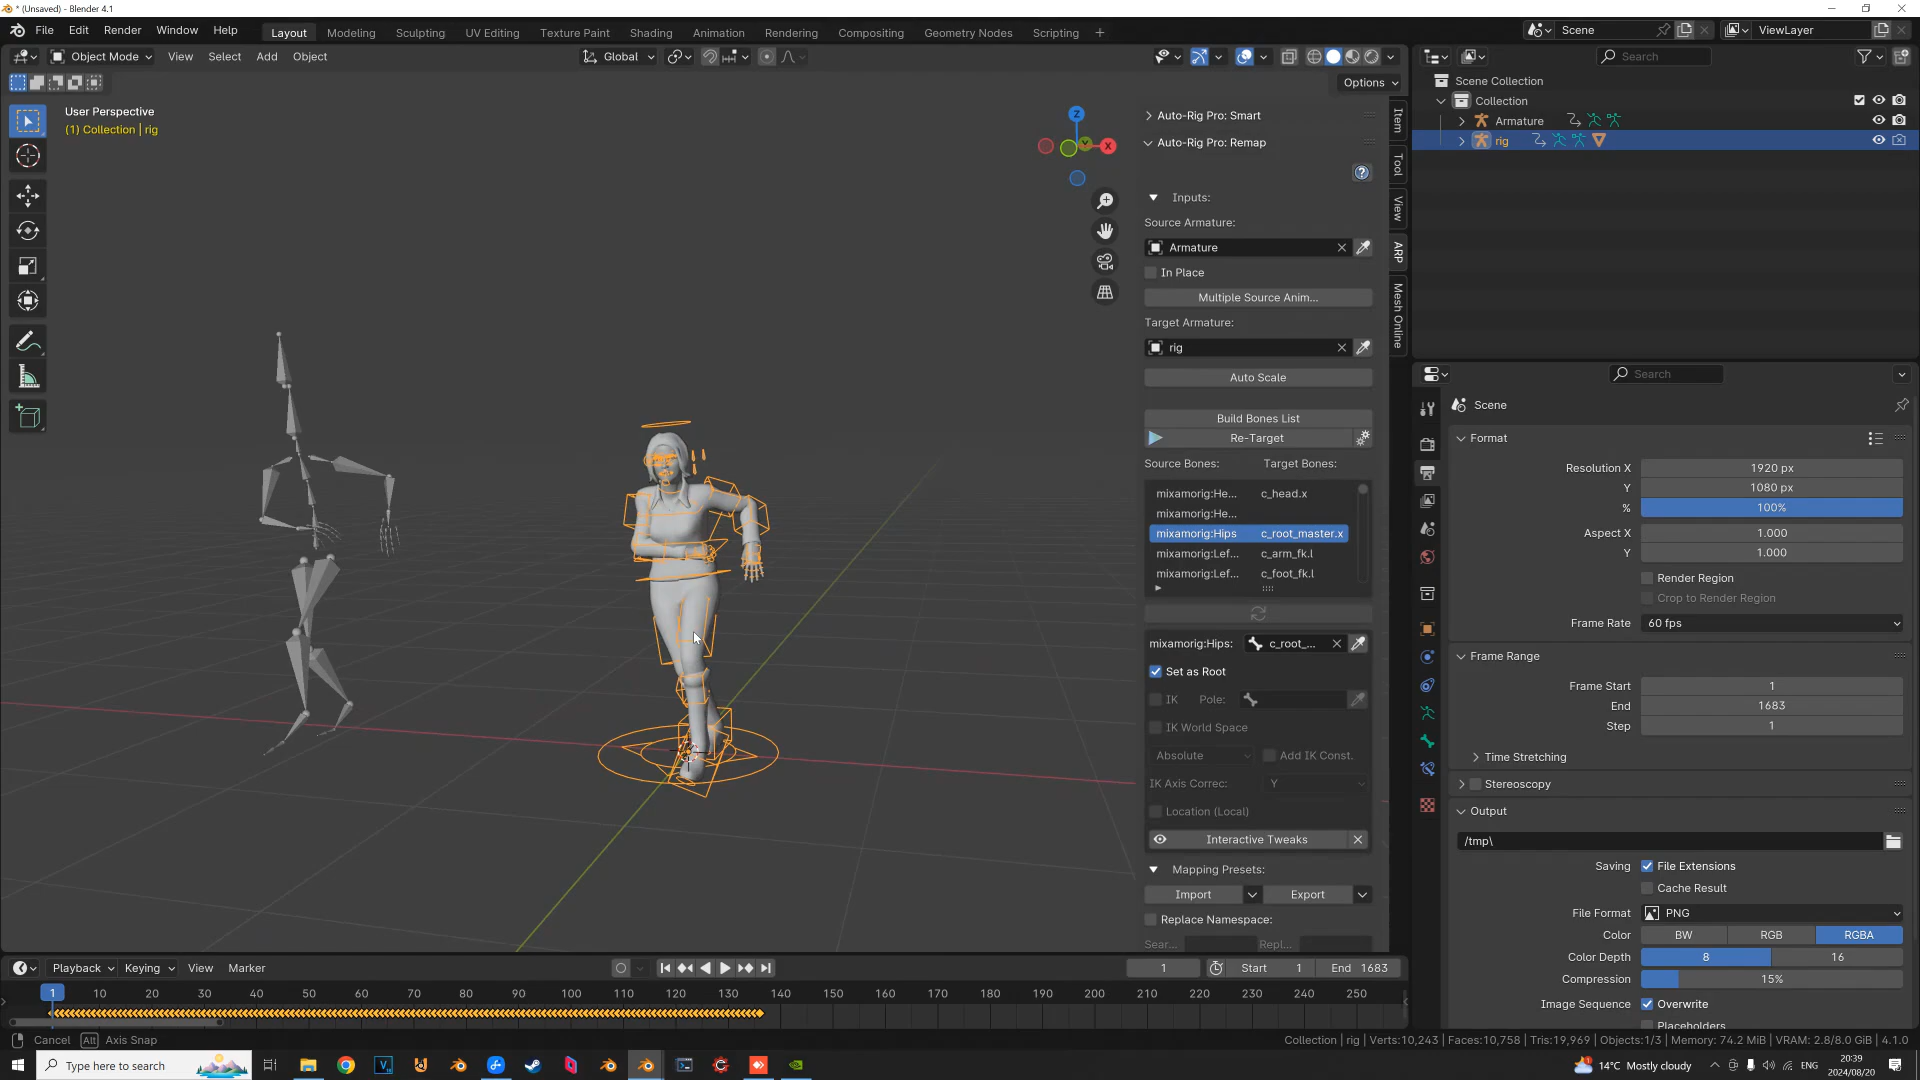 * (Unsaved) - Blender 4.1
File Edit Render Window Help
Layout Modeling Sculpting UV Editing Texture Paint Shading Animation Rendering Compositing Geometry Nodes Scripting
Scene
ViewLayer
Object Mode View Select Add Object
Global
Options
User Perspective
(1) Collection | rig
Z
Y
X
Auto-Rig Pro: Smart
Auto-Rig Pro: Remap
Inputs:
Source Armature:
Armature
In Place
Multiple Source Anim...
Target Armature:
rig
Auto Scale
Build Bones List
Re-Target
Source Bones: Target Bones:
mixamorig:He... c_head.x
mixamorig:He...
mixamorig:Hips c_root_master.x
mixamorig:Lef... c_arm_fk.l
mixamorig:Lef... c_foot_fk.l
mixamorig:Hips: c_root_...
Set as Root
IK Pole:
IK World Space
Absolute Add IK Const.
IK Axis Correc: Y
Location (Local)
Interactive Tweaks
Mapping Presets:
Import Export
Replace Namespace:
Sear... Repl...
Item
Tool
View
ARP
Mesh Online
Search
Scene Collection
Collection
Armature
rig
Search
Scene
Format
Resolution X 1920 px
Y 1080 px
% 100%
Aspect X 1.000
Y 1.000
Render Region
Crop to Render Region
Frame Rate 60 fps
Frame Range
Frame Start 1
End 1683
Step 1
Time Stretching
Stereoscopy
Output
/tmp\
Saving File Extensions
Cache Result
File Format PNG
Color BW RGB RGBA
Color Depth 8 16
Compression 15%
Image Sequence Overwrite
Placeholders
Playback Keying View Marker
1 Start 1 End 1683
1 10 20 30 40 50 60 70 80 90 100 110 120 130 140 150 160 170 180 190 200 210 220 230 240 250
Cancel Alt Axis Snap
Collection | rig | Verts:10,243 | Faces:10,758 | Tris:19,969 | Objects:1/3 | Memory: 74.2 MiB | VRAM: 2.8/8.0 GiB | 4.1.0
Type here to search
14°C Mostly cloudy
ENG
20:39
2024/08/20